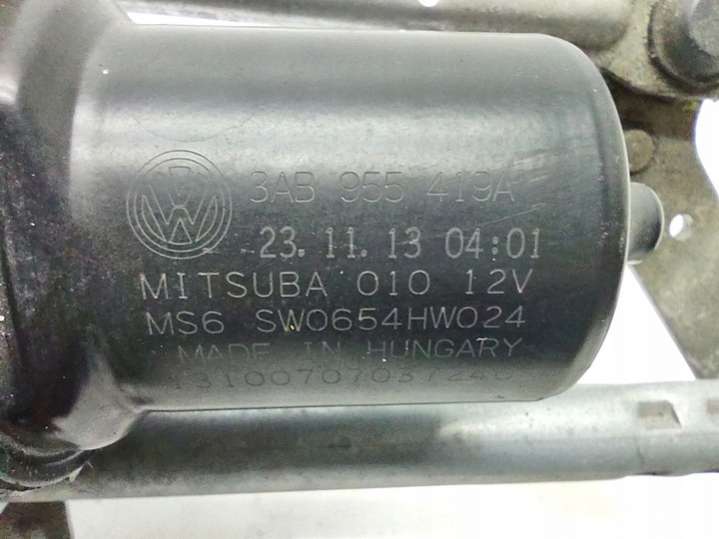 3AB 955 419A
23.11.13 04:01
MITSUBA 010 12V
MS6 SW0654HW024
MADE IN HUNGARY